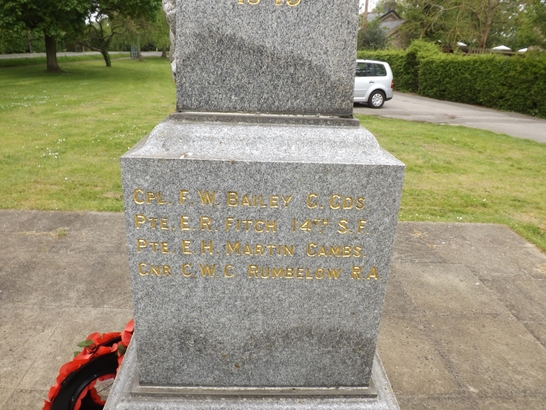 CPL. F. W. BAILEY C. GDS
PTE. E. R. FITCH 14TH S. F.
PTE. E. H. MARTIN CAMBS.
GNR C. W. G RUMBELOW R.A